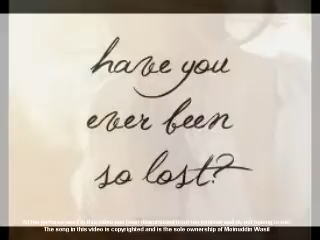 have you
ever been
so lost?
The song in this video is copyrighted and is the sole ownership of Moinuddin Wasil